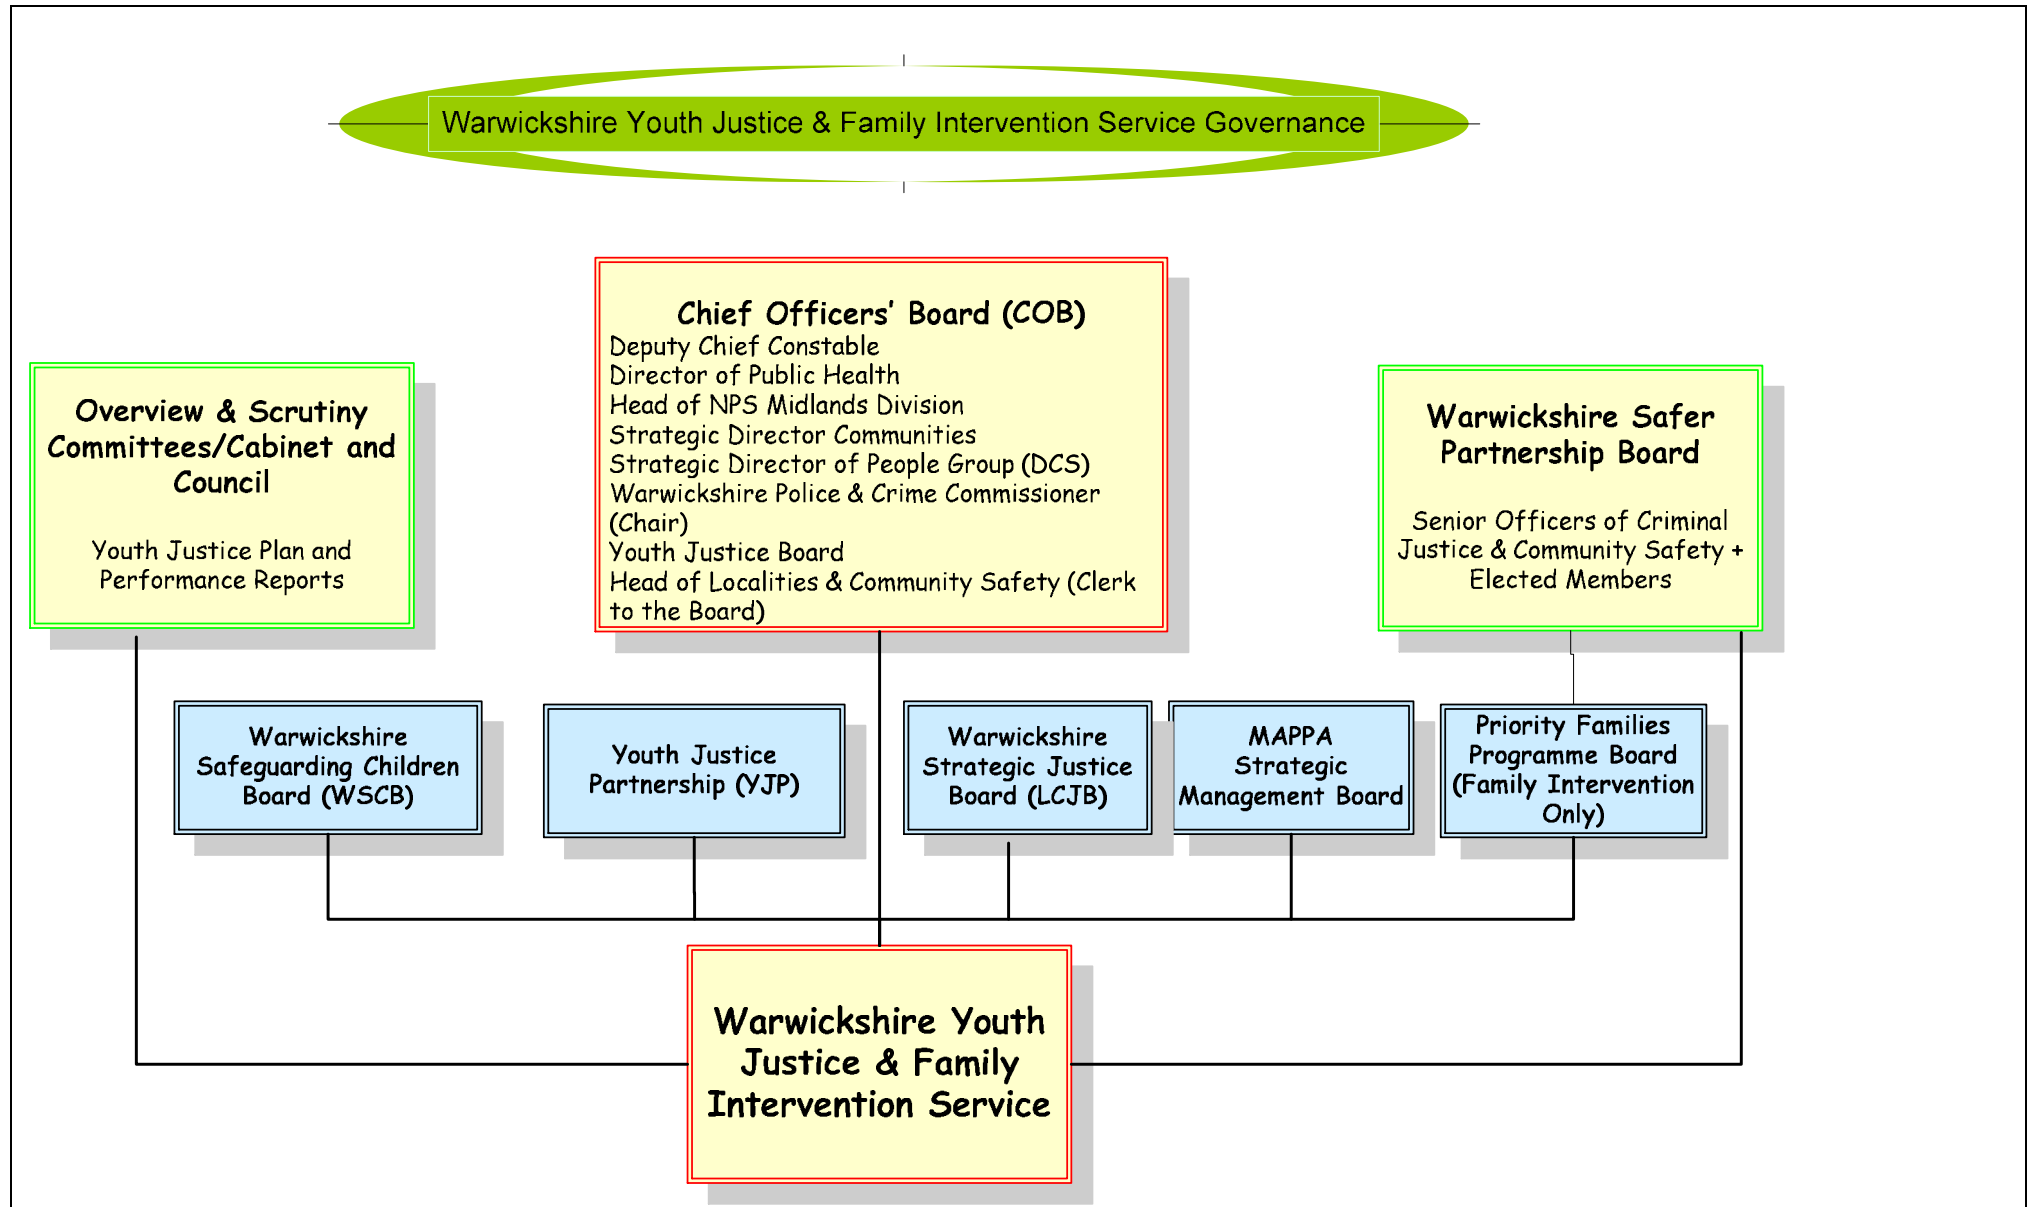 Warwickshire Youth Justice & Family Intervention Service Governance
Chief Officers' Board (COB)
Deputy Chief Constable
Director of Public Health
Head of NPS Midlands Division
Strategic Director Communities
Strategic Director of People Group (DCS)
Warwickshire Police & Crime Commissioner
(Chair)
Youth Justice Board
Head of Localities & Community Safety (Clerk
to the Board)
Overview & Scrutiny
Committees/Cabinet and
Council
Youth Justice Plan and
Performance Reports
Warwickshire Safer
Partnership Board
Senior Officers of Criminal
Justice & Community Safety +
Elected Members
Warwickshire
Safeguarding Children
Board (WSCB)
Youth Justice
Partnership (YJP)
Warwickshire
Strategic Justice
Board (LCJB)
MAPPA
Strategic
Management Board
Priority Families
Programme Board
(Family Intervention
Only)
Warwickshire Youth
Justice & Family
Intervention Service